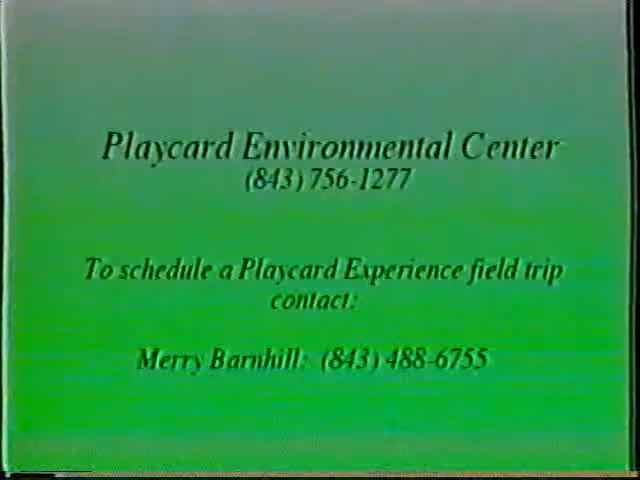 Playcard Environmental Center
(843) 756-1277
To schedule a Playcard Experience field trip
contact:
Merry Barnhill: (843) 488-6755